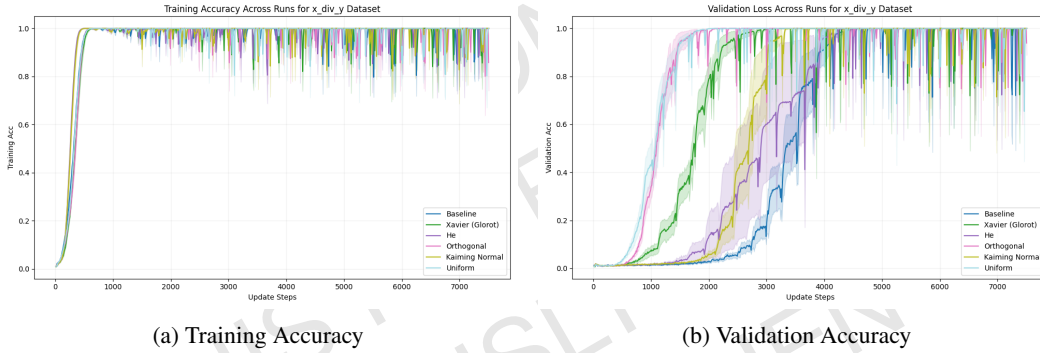 Training Accuracy Across Runs for x_div_y Dataset
Training Acc
1.0
0.8
0.6
0.4
0.2
0.0
0
1000
2000
3000
4000
5000
6000
7000
Update Steps
Baseline
Xavier (Glorot)
He
Orthogonal
Kaiming Normal
Uniform
(a) Training Accuracy
Validation Loss Across Runs for x_div_y Dataset
Validation Acc
1.0
0.8
0.6
0.4
0.2
0.0
0
1000
2000
3000
4000
5000
6000
7000
Update Steps
Baseline
Xavier (Glorot)
He
Orthogonal
Kaiming Normal
Uniform
(b) Validation Accuracy